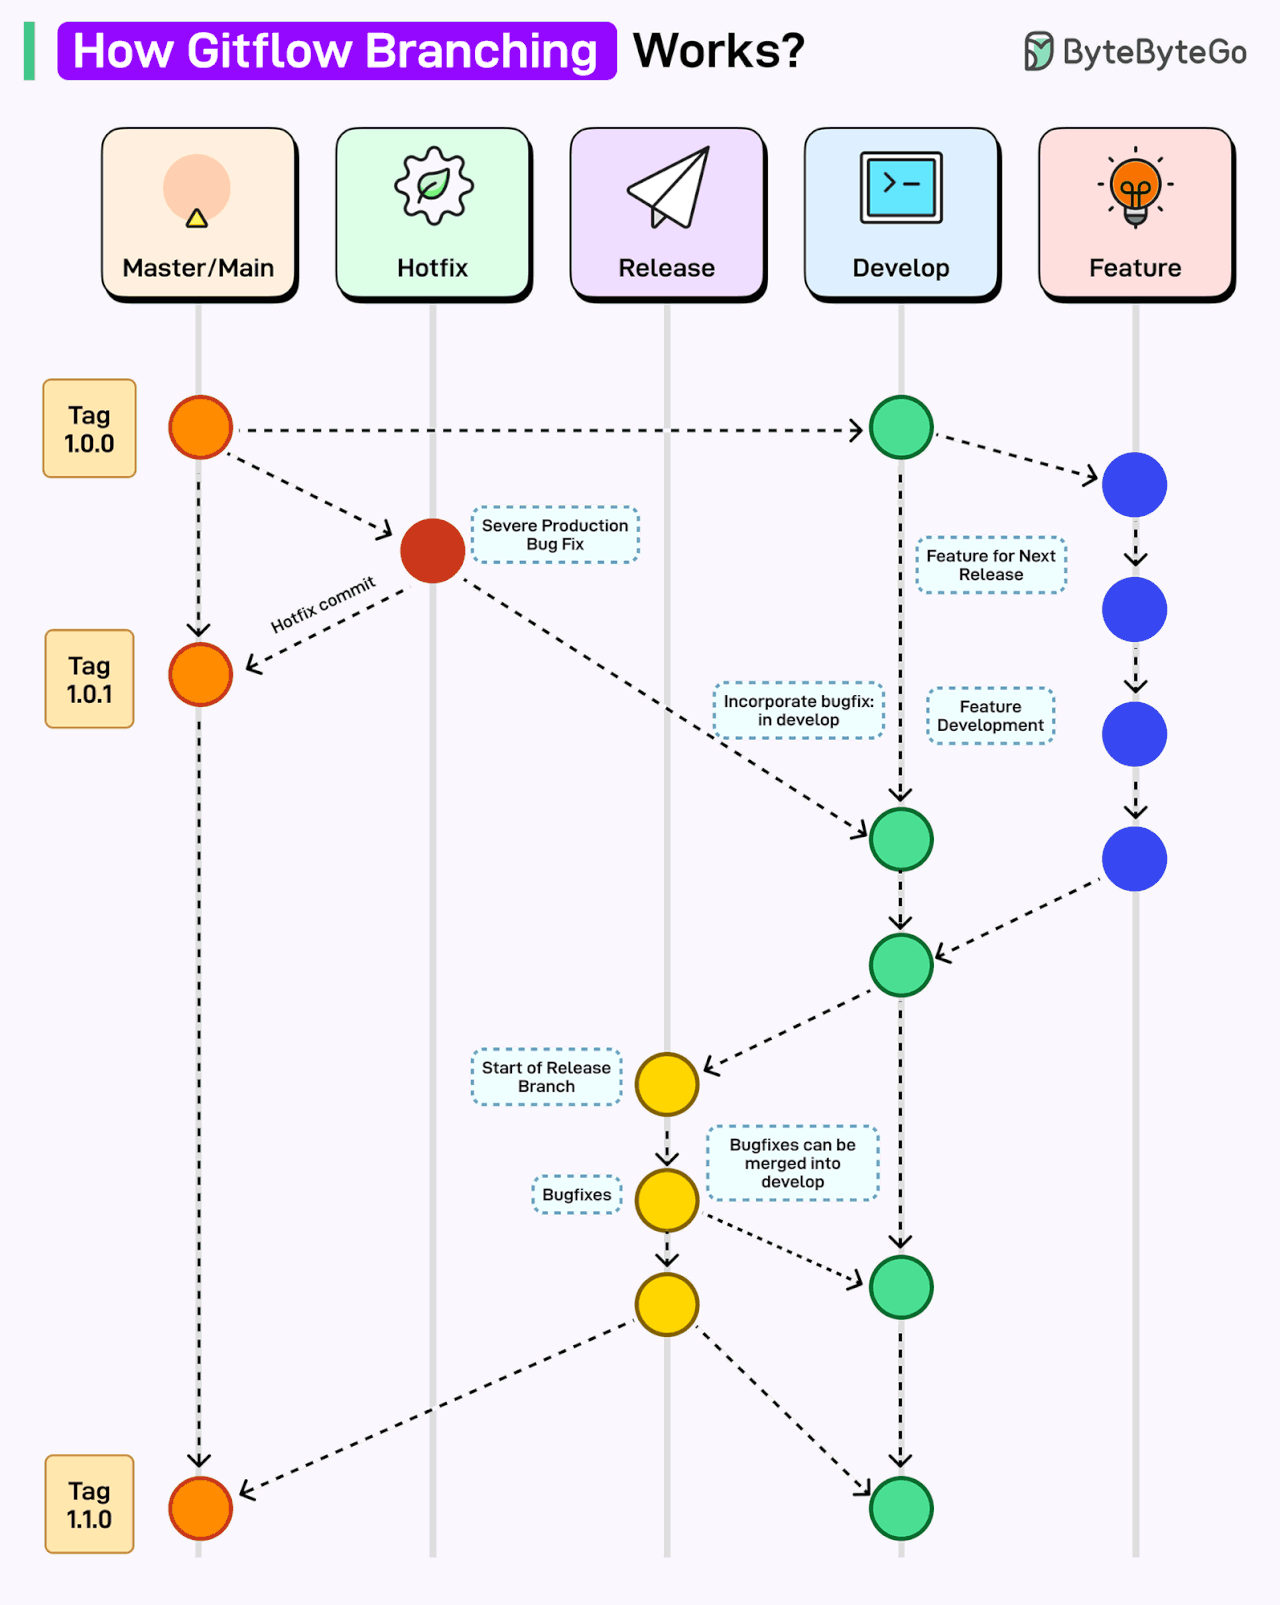 How Gitflow Branching Works?
ByteByteGo
Master/Main
Hotfix
Release
Develop
Feature
Tag
1.0.0
Severe Production
Bug Fix
Feature for Next
Release
Hotfix commit
Tag
1.0.1
Incorporate bugfix:
in develop
Feature
Development
Start of Release
Branch
Bugfixes can be
merged into
develop
Bugfixes
Tag
1.1.0